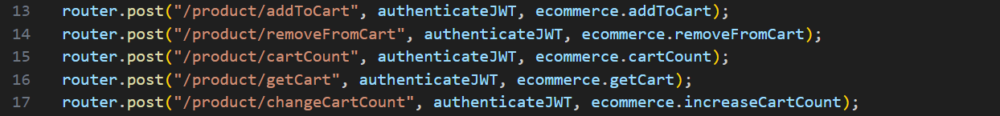 13 router.post("/product/addToCart", authenticateJWT, ecommerce.addToCart);
14 router.post("/product/removeFromCart", authenticateJWT, ecommerce.removeFromCart);
15 router.post("/product/cartCount", authenticateJWT, ecommerce.cartCount);
16 router.post("/product/getCart", authenticateJWT, ecommerce.getCart);
17 router.post("/product/changeCartCount", authenticateJWT, ecommerce.increaseCartCount);